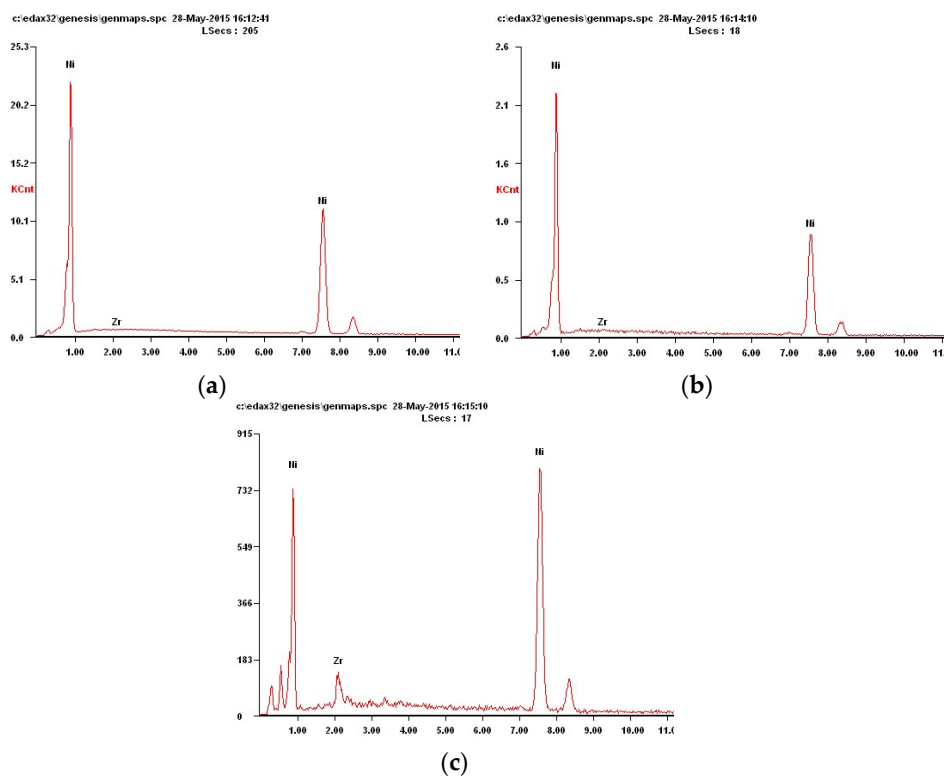 c:\edax32\genesis\genmaps.spc 28-May-2015 16:12:41
LSecs : 205
25.3
Ni
20.2
15.2
KCnt
Ni
10.1
5.1
Zr
0.0
1.00 2.00 3.00 4.00 5.00 6.00 7.00 8.00 9.00 10.00 11.0
(a)
c:\edax32\genesis\genmaps.spc 28-May-2015 16:14:10
LSecs : 18
2.6
Ni
2.1
1.6
KCnt
1.0
Ni
0.5
Zr
0.0
1.00 2.00 3.00 4.00 5.00 6.00 7.00 8.00 9.00 10.00 11.0
(b)
c:\edax32\genesis\genmaps.spc 28-May-2015 16:15:10
LSecs : 17
915
Ni Ni
732
549
366
183
Zr
0
1.00 2.00 3.00 4.00 5.00 6.00 7.00 8.00 9.00 10.00 11.0
(c)